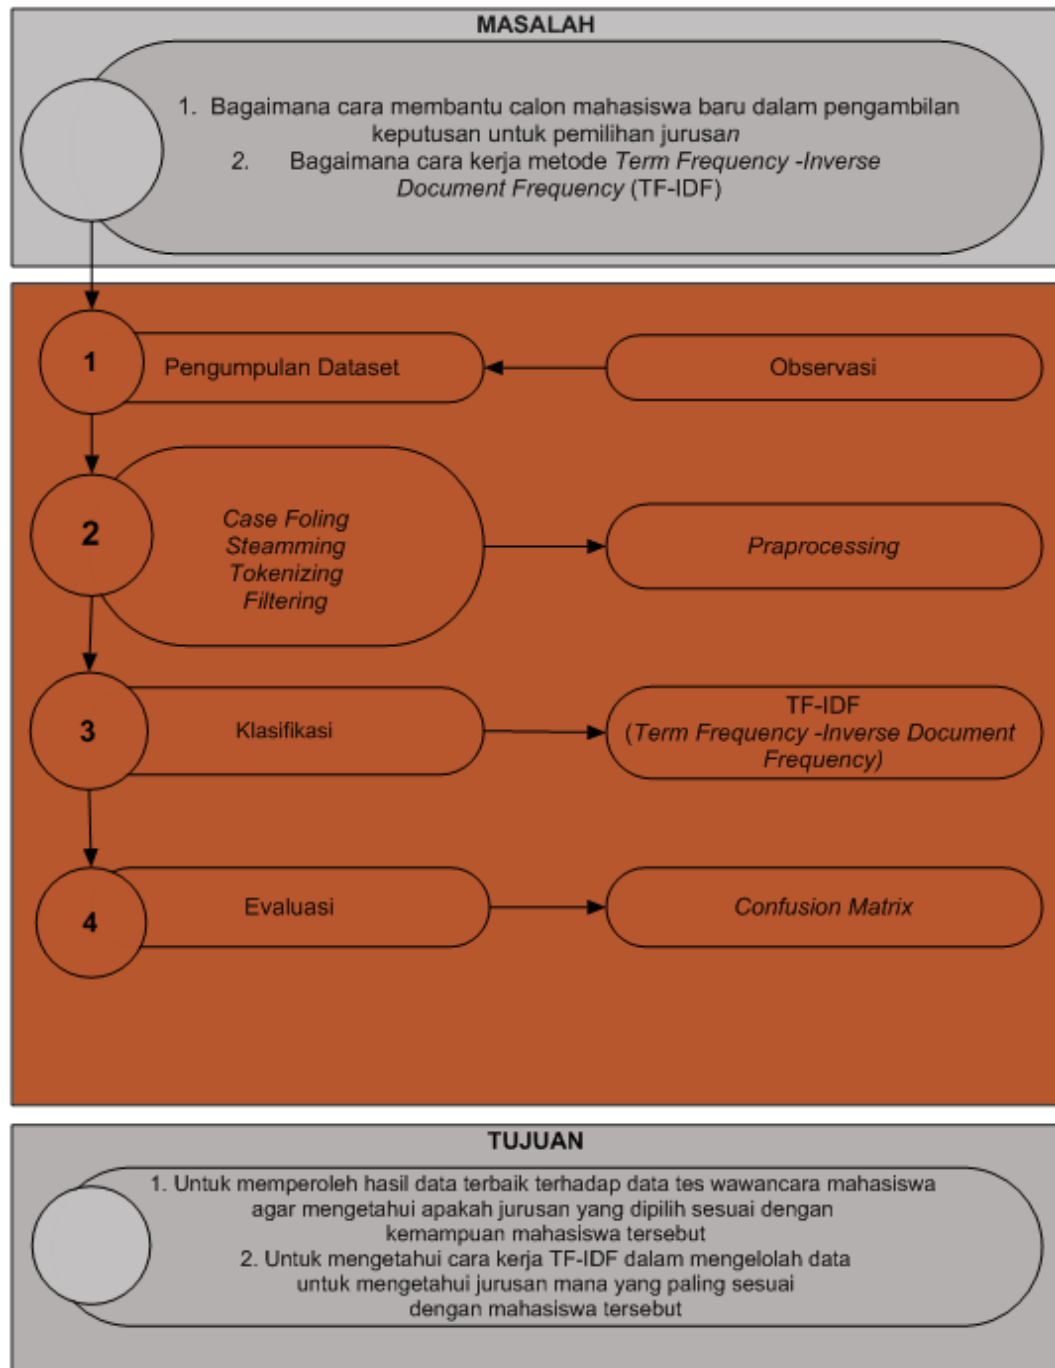 MASALAH
1. Bagaimana cara membantu calon mahasiswa baru dalam pengambilan
keputusan untuk pemilihan jurusan
2. Bagaimana cara kerja metode Term Frequency -Inverse
Document Frequency (TF-IDF)
1
Pengumpulan Dataset
Observasi
2
Case Foling
Steamming
Tokenizing
Filtering
Praprocessing
3
Klasifikasi
TF-IDF
(Term Frequency -Inverse Document
Frequency)
4
Evaluasi
Confusion Matrix
TUJUAN
1. Untuk memperoleh hasil data terbaik terhadap data tes wawancara mahasiswa
agar mengetahui apakah jurusan yang dipilih sesuai dengan
kemampuan mahasiswa tersebut
2. Untuk mengetahui cara kerja TF-IDF dalam mengelolah data
untuk mengetahui jurusan mana yang paling sesuai
dengan mahasiswa tersebut